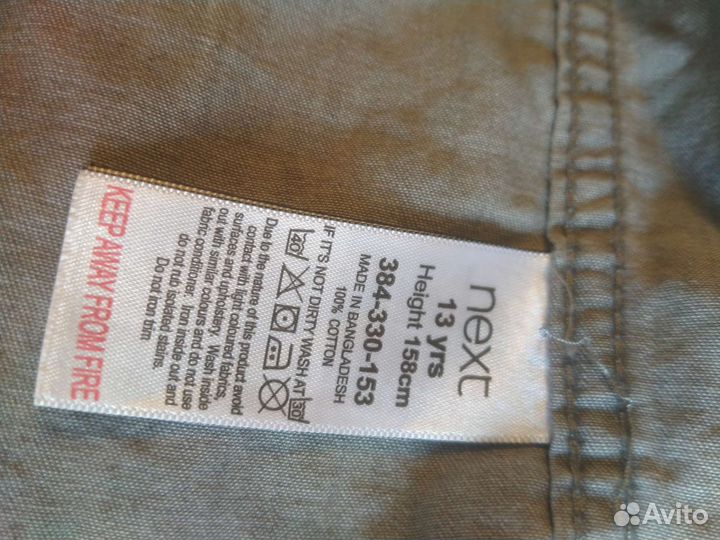 next
13 yrs
Height 158cm
384-330-153
MADE IN BANGLADESH
100% COTTON
IF IT'S NOT DIRTY WASH AT 30
40
Due to the nature of this product avoid
contact with light coloured fabrics,
surfaces and upholstery. Wash inside
out with similar colours and do not use
fabric conditioner. Iron inside out and
do not rub isolated stains.
Do not iron trim
KEEP AWAY FROM FIRE
Avito